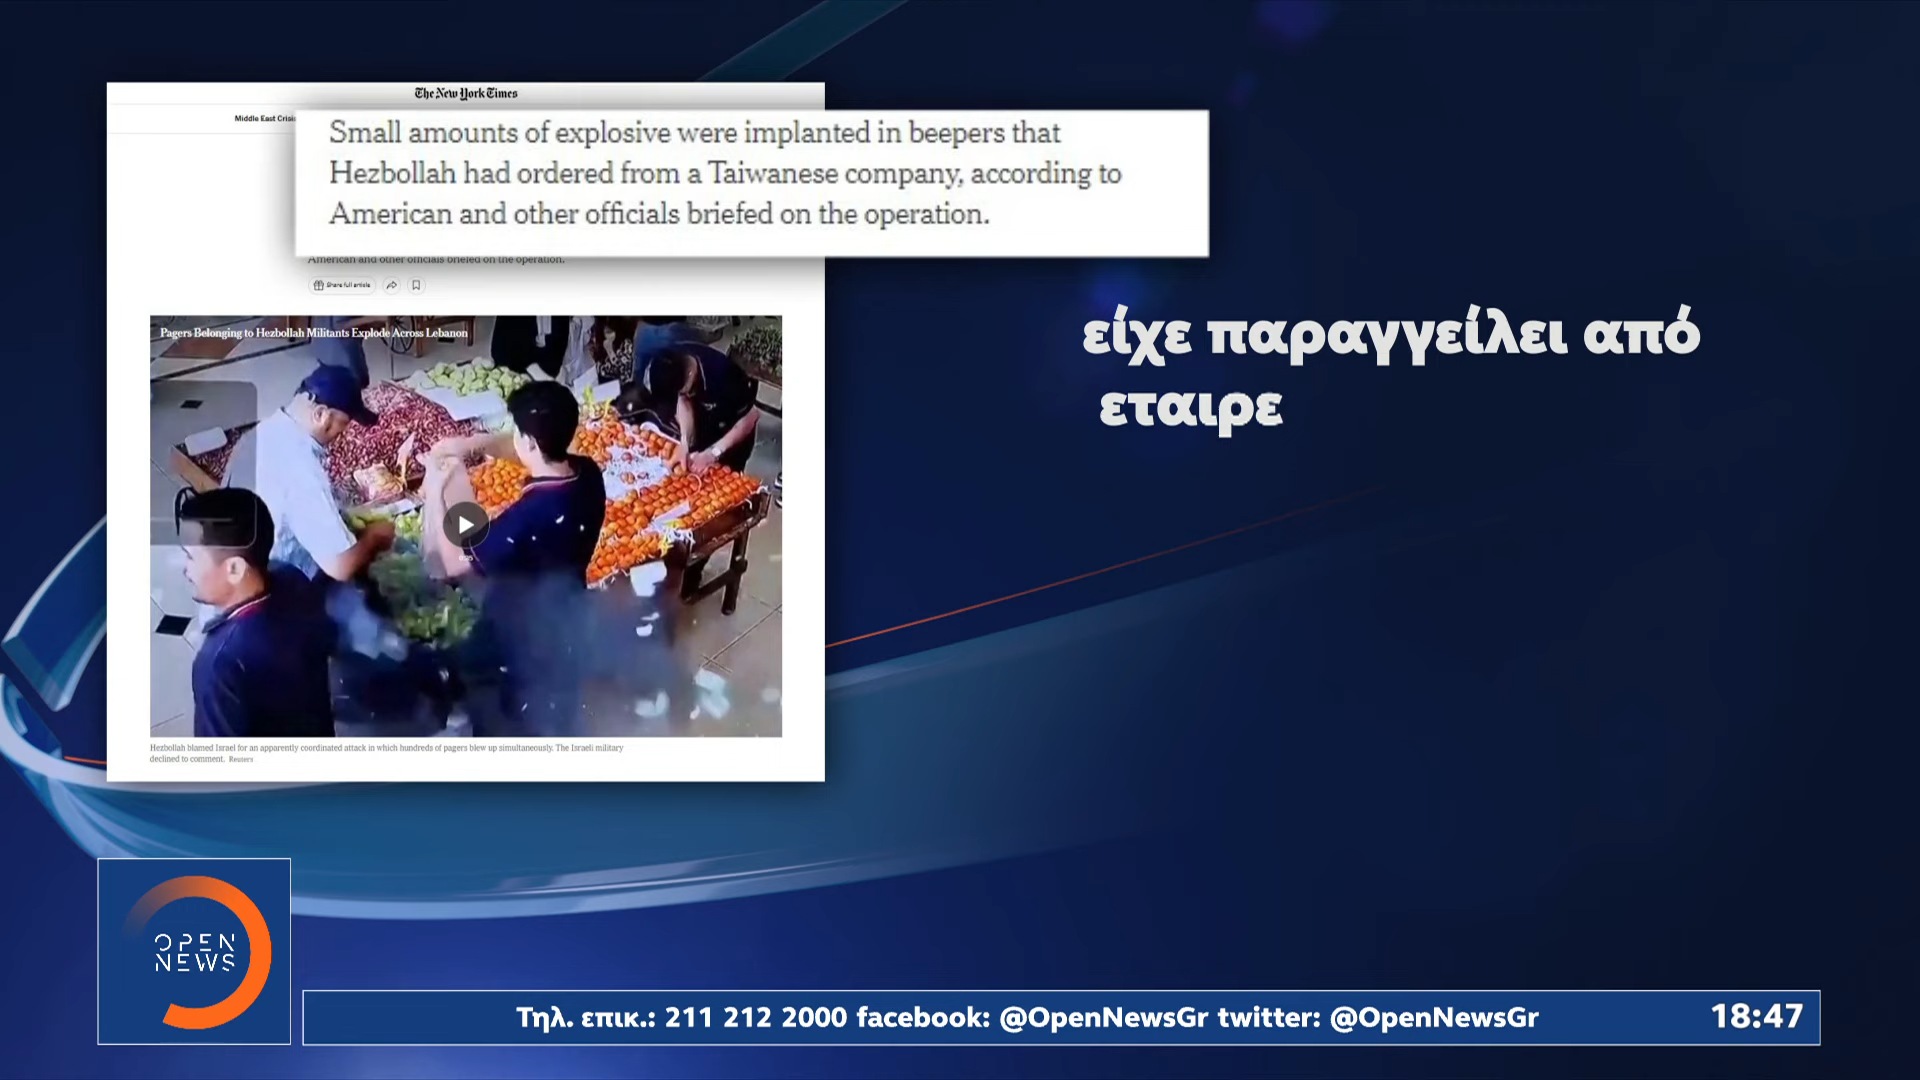 The New York Times
Middle East Crisis
Small amounts of explosive were implanted in beepers that
Hezbollah had ordered from a Taiwanese company, according to
American and other officials briefed on the operation.
American and other officials briefed on the operation.
Share full article
Pagers Belonging to Hezbollah Militants Explode Across Lebanon
Hezbollah blamed Israel for an apparently coordinated attack in which hundreds of pagers blew up simultaneously. The Israeli military
declined to comment. Reuters
είχε παραγγείλει από
εταιρε
OPEN
NEWS
Τηλ. επικ.: 211 212 2000 facebook: @OpenNewsGr twitter: @OpenNewsGr
18:47